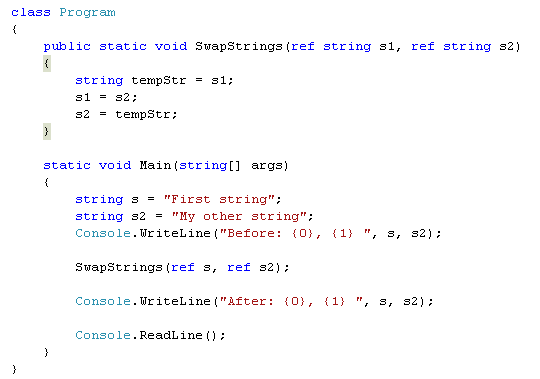 class Program
{
    public static void SwapStrings(ref string s1, ref string s2)
    {
        string tempStr = s1;
        s1 = s2;
        s2 = tempStr;
    }

    static void Main(string[] args)
    {
        string s = "First string";
        string s2 = "My other string";
        Console.WriteLine("Before: {0}, {1} ", s, s2);

        SwapStrings(ref s, ref s2);

        Console.WriteLine("After: {0}, {1} ", s, s2);

        Console.ReadLine();
    }
}